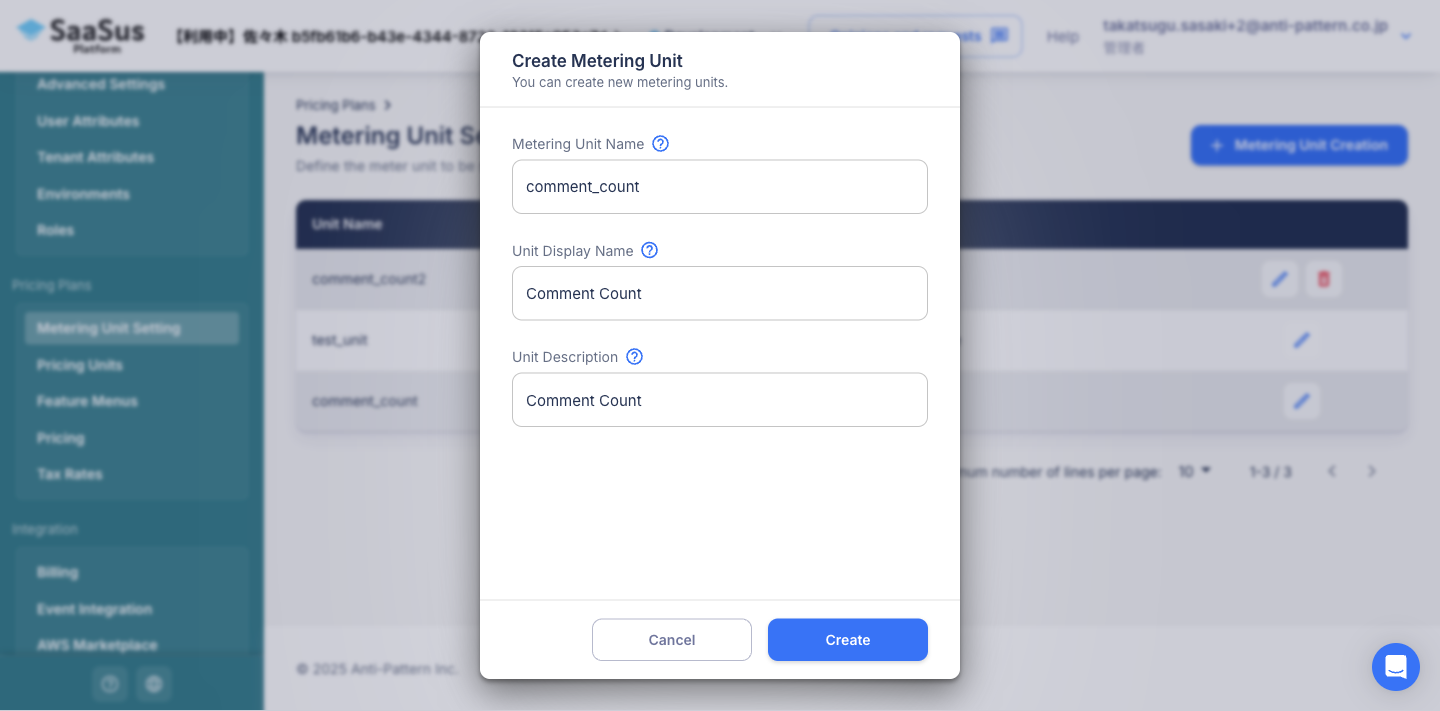 SaaSus
Platform
【利用中】佐々木 b5fb61b6-b43e-4344-87
sts
Help
takatsugu.sasaki+2@anti-pattern.co.jp
管理者
Advanced Settings
User Attributes
Tenant Attributes
Environments
Roles
Pricing Plans
Metering Unit Setting
Pricing Units
Feature Menus
Pricing
Tax Rates
Integration
Billing
Event Integration
AWS Marketplace
Pricing Plans
Metering Unit Se
Define the meter unit to be
Metering Unit Creation
Unit Name
comment_count2
test_unit
comment_count
num number of lines per page:
10
1-3 / 3
© 2025 Anti-Pattern Inc.
Create Metering Unit
You can create new metering units.
Metering Unit Name
comment_count
Unit Display Name
Comment Count
Unit Description
Comment Count
Cancel
Create